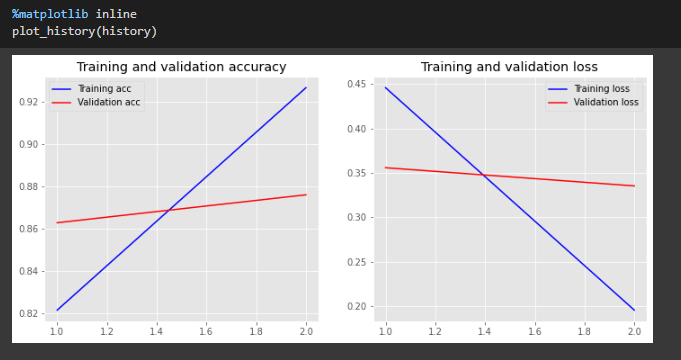 %matplotlib inline
plot_history(history)
Training and validation accuracy
Training acc
Validation acc
0.92
0.90
0.88
0.86
0.84
0.82
1.0 1.2 1.4 1.6 1.8 2.0
Training and validation loss
Training loss
Validation loss
0.45
0.40
0.35
0.30
0.25
0.20
1.0 1.2 1.4 1.6 1.8 2.0